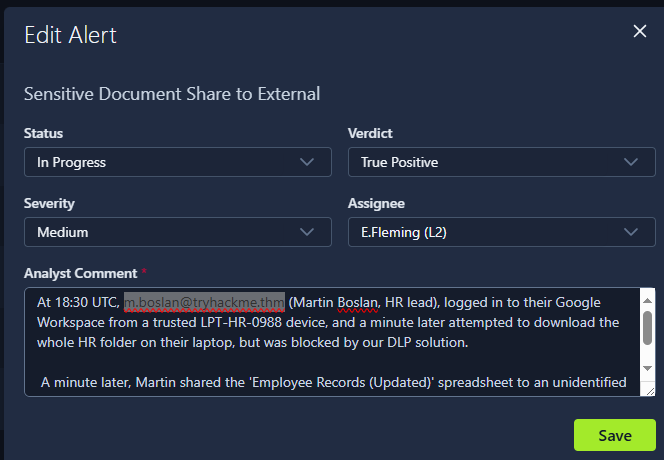 Edit Alert
Sensitive Document Share to External
Status
Verdict
In Progress
True Positive
Severity
Assignee
Medium
E.Fleming (L2)
Analyst Comment *
At 18:30 UTC, m.boslan@tryhackme.thm (Martin Boslan, HR lead), logged in to their Google
Workspace from a trusted LPT-HR-0988 device, and a minute later attempted to download the
whole HR folder on their laptop, but was blocked by our DLP solution.
A minute later, Martin shared the 'Employee Records (Updated)' spreadsheet to an unidentified
Save